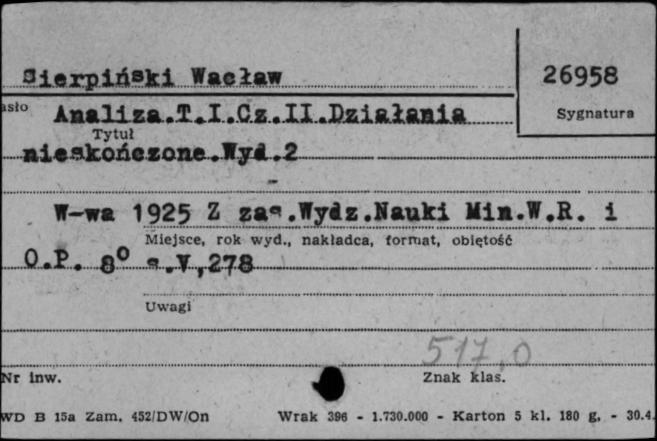 Sierpiński Wacław
26958
asło
Sygnatura
Analiza.T.I.Cz.II.Działania
Tytuł
nieskończone.Wyd.2
W-wa 1925 Z zas.Wydz.Nauki Min.W.R. i
Miejsce, rok wyd., nakładca, format, objętość
O.P. 8⁰ s.V,278
Uwagi
517,0
Nr inw.
Znak klas.
WD B 15a Zam. 452/DW/On Wrak 396 - 1.730.000 - Karton 5 kl. 180 g. - 30.4.